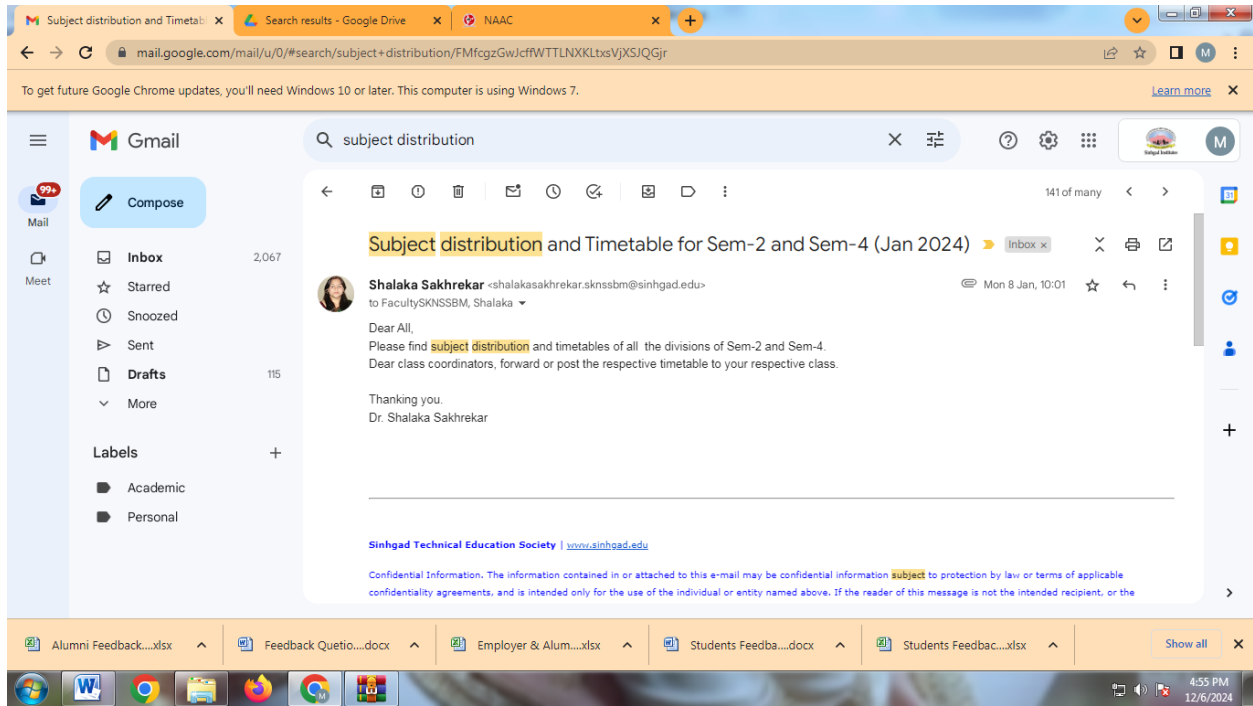 Subject distribution and Timetabl
Search results - Google Drive
NAAC
mail.google.com/mail/u/0/#search/subject+distribution/FMfcgzGwJcffWTTLNXKLtxsVjXSJQGjr
M
To get future Google Chrome updates, you'll need Windows 10 or later. This computer is using Windows 7.
Learn more
Gmail
subject distribution
Sinhgad Institutes
M
99+
Mail
Meet
Compose
Inbox 2,067
Starred
Snoozed
Sent
Drafts 115
More
Labels
Academic
Personal
141 of many
31
Subject distribution and Timetable for Sem-2 and Sem-4 (Jan 2024)
Inbox ×
Shalaka Sakhrekar <shalakasakhrekar.sknssbm@sinhgad.edu>
Mon 8 Jan, 10:01
to FacultySKNSSBM, Shalaka
Dear All,
Please find subject distribution and timetables of all the divisions of Sem-2 and Sem-4.
Dear class coordinators, forward or post the respective timetable to your respective class.
Thanking you.
Dr. Shalaka Sakhrekar
Sinhgad Technical Education Society | www.sinhgad.edu
Confidential Information. The information contained in or attached to this e-mail may be confidential information subject to protection by law or terms of applicable
confidentiality agreements, and is intended only for the use of the individual or entity named above. If the reader of this message is not the intended recipient, or the
Alumni Feedback....xlsx
Feedback Quetio....docx
Employer & Alum....xlsx
Students Feedba....docx
Students Feedbac....xlsx
Show all
4:55 PM
12/6/2024